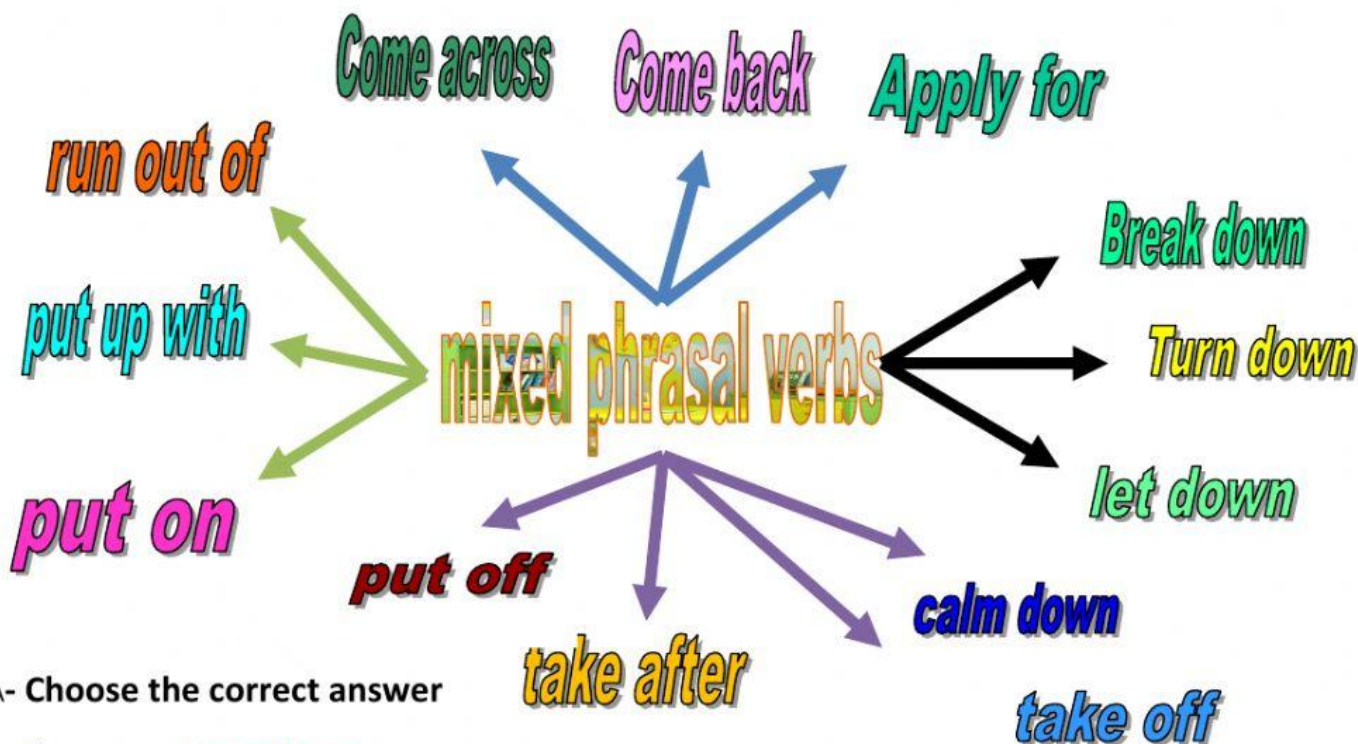 Come across
Come back
Apply for
run out of
Break down
put up with
mixed phrasal verbs
Turn down
put on
let down
put off
calm down
take after
A- Choose the correct answer
take off